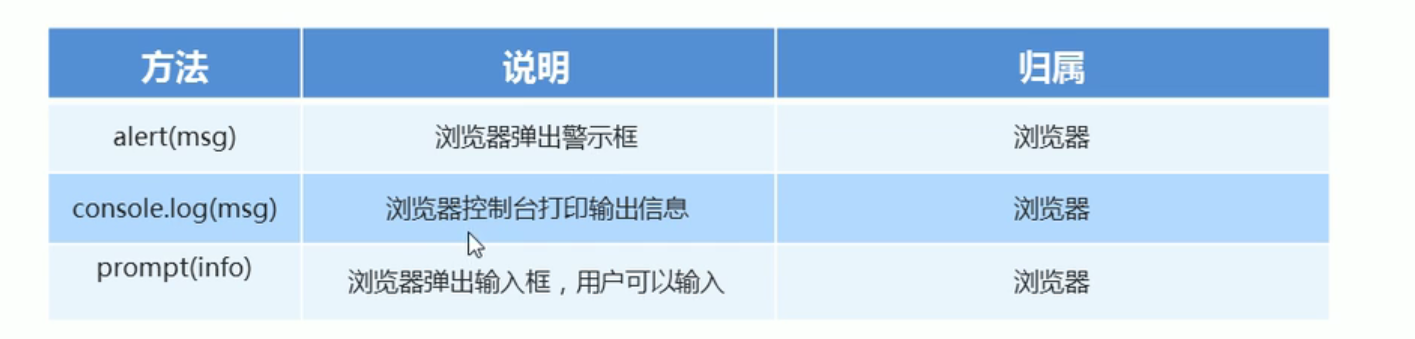 方法 说明 归属
alert(msg) 浏览器弹出警示框 浏览器
console.log(msg) 浏览器控制台打印输出信息 浏览器
prompt(info) 浏览器弹出输入框，用户可以输入 浏览器